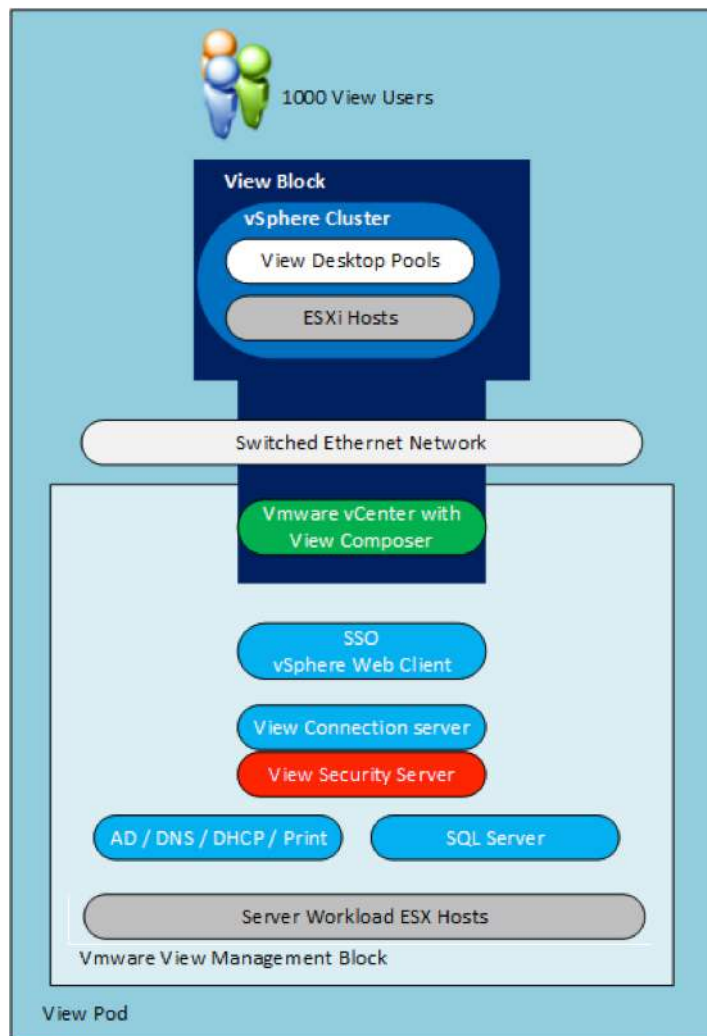 1000 View Users
View Block
vSphere Cluster
View Desktop Pools
ESXi Hosts
Switched Ethernet Network
Vmware vCenter with
View Composer
SSO
vSphere Web Client
View Connection server
View Security Server
AD / DNS / DHCP / Print
SQL Server
Server Workload ESX Hosts
Vmware View Management Block
View Pod